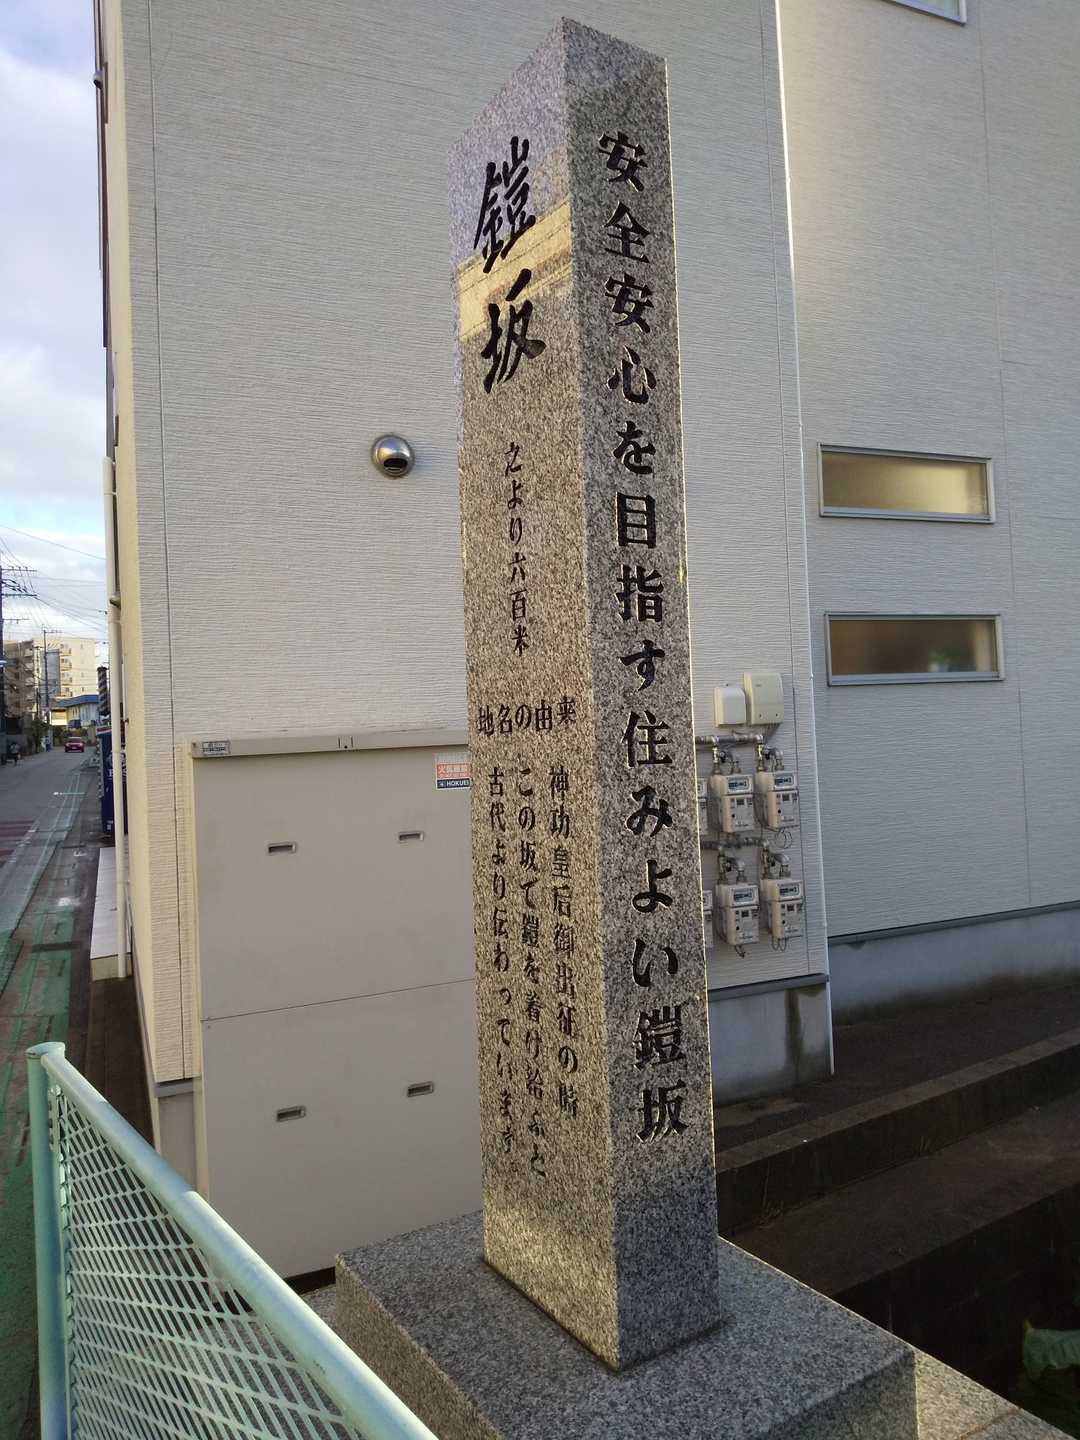 安全安心を目指す住みよい鎧坂
鎧坂
之より六百米
地名の由来
神功皇后御出征の時
この坂で鎧を着け給ふと
古代より伝わっています
HOKUEI